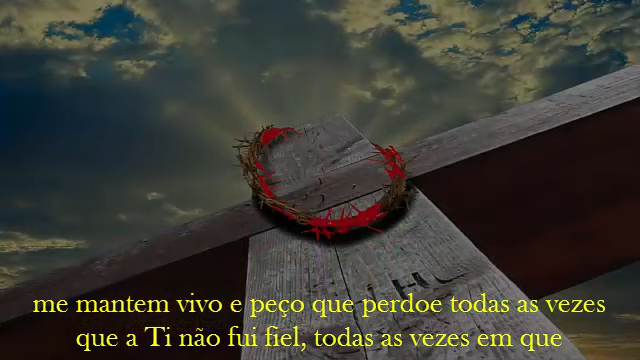 me mantem vivo e peço que perdoe todas as vezes
que a Ti não fui fiel, todas as vezes em que